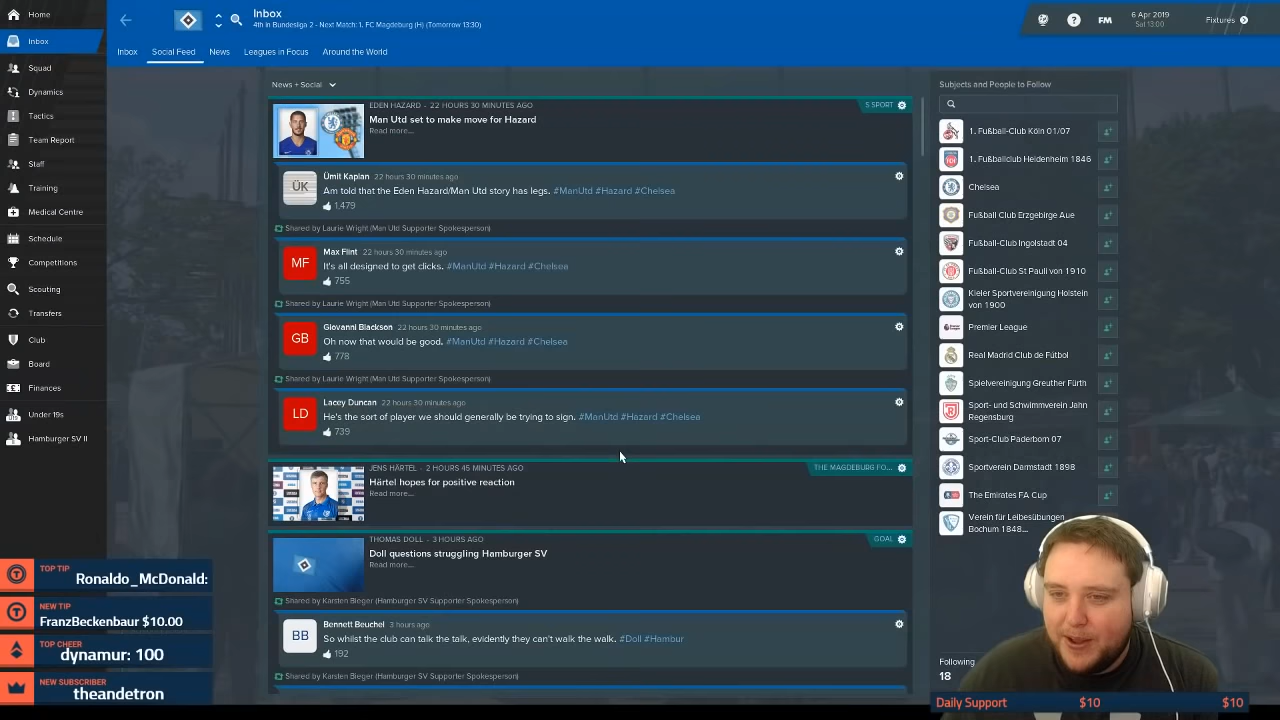 Home
Inbox
Squad
Dynamics
Tactics
Team Report
Staff
Training
Medical Centre
Schedule
Competitions
Scouting
Transfers
Club
Board
Finances
Under 19s
Hamburger SV II
Inbox
4th in Bundesliga 2 - Next Match: 1. FC Magdeburg (H) (Tomorrow 13:30)
FM
6 Apr 2019
Sat 13:00
Fixtures
Inbox
Social Feed
News
Leagues in Focus
Around the World
News + Social
EDEN HAZARD - 22 HOURS 30 MINUTES AGO
S SPORT
Man Utd set to make move for Hazard
Read more...
ÜK
Ümit Kaplan 22 hours 30 minutes ago
Am told that the Eden Hazard/Man Utd story has legs. #ManUtd #Hazard #Chelsea
1,479
Shared by Laurie Wright (Man Utd Supporter Spokesperson)
MF
Max Flint 22 hours 30 minutes ago
It's all designed to get clicks. #ManUtd #Hazard #Chelsea
755
Shared by Laurie Wright (Man Utd Supporter Spokesperson)
GB
Giovanni Blackson 22 hours 30 minutes ago
Oh now that would be good. #ManUtd #Hazard #Chelsea
778
Shared by Laurie Wright (Man Utd Supporter Spokesperson)
LD
Lacey Duncan 22 hours 30 minutes ago
He's the sort of player we should generally be trying to sign. #ManUtd #Hazard #Chelsea
739
JENS HÄRTEL - 2 HOURS 45 MINUTES AGO
THE MAGDEBURG FO...
Härtel hopes for positive reaction
Read more...
THOMAS DOLL - 3 HOURS AGO
GOAL
Doll questions struggling Hamburger SV
Read more...
Shared by Karsten Bieger (Hamburger SV Supporter Spokesperson)
BB
Bennett Beuchel 3 hours ago
So whilst the club can talk the talk, evidently they can't walk the walk. #Doll #Hambur
192
Shared by Karsten Bieger (Hamburger SV Supporter Spokesperson)
Subjects and People to Follow
1. Fußball-Club Köln 01/07
1. Fußballclub Heidenheim 1846
Chelsea
Fußball Club Erzgebirge Aue
Fußball-Club Ingolstadt 04
Fußball-Club St Pauli von 1910
Kieler Sportvereinigung Holstein
von 1900
Premier League
Real Madrid Club de Fútbol
Spielvereinigung Greuther Fürth
Sport- und Schwimmverein Jahn
Regensburg
Sport-Club Paderborn 07
Sportverein Darmstadt 1898
The Emirates FA Cup
Verein für Leibesübungen
Bochum 1848...
Following
18
TOP TIP
Ronaldo_McDonald:
NEW TIP
FranzBeckenbaur $10.00
TOP CHEER
dynamur: 100
NEW SUBSCRIBER
theandetron
Daily Support $10 $10